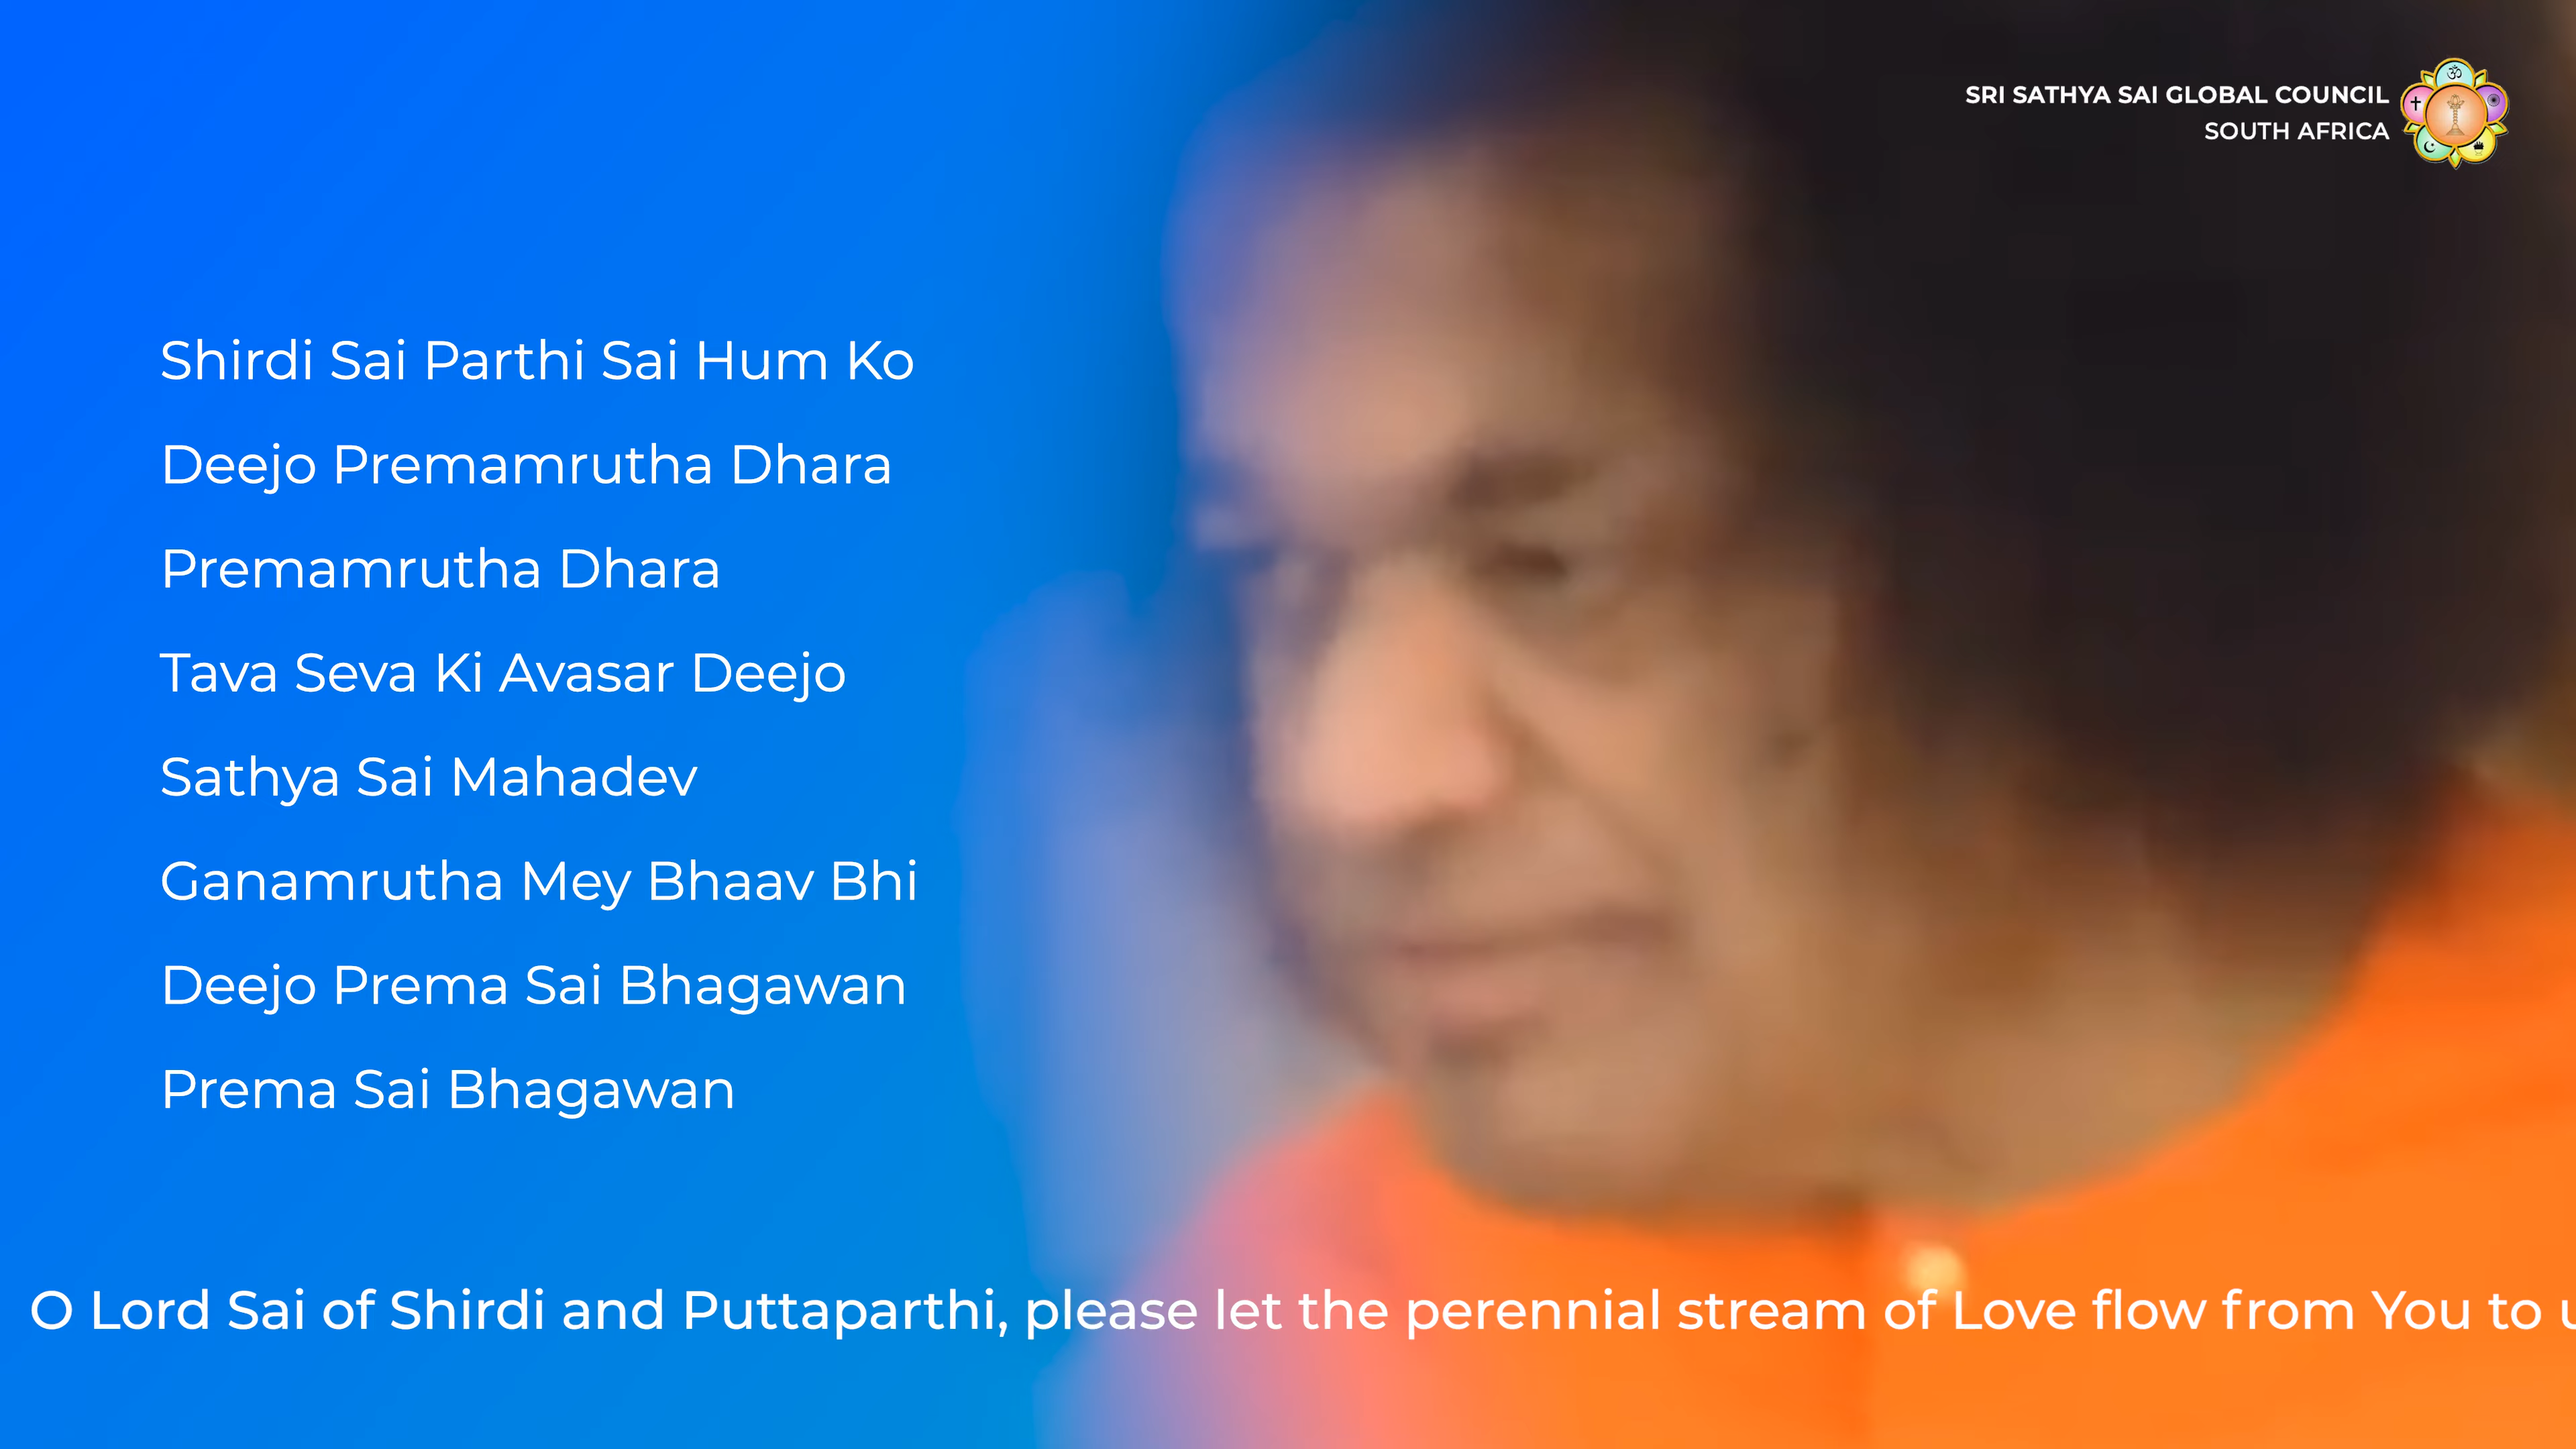 SRI SATHYA SAI GLOBAL COUNCIL
SOUTH AFRICA
Shirdi Sai Parthi Sai Hum Ko
Deejo Premamrutha Dhara
Premamrutha Dhara
Tava Seva Ki Avasar Deejo
Sathya Sai Mahadev
Ganamrutha Mey Bhaav Bhi
Deejo Prema Sai Bhagawan
Prema Sai Bhagawan
O Lord Sai of Shirdi and Puttaparthi, please let the perennial stream of Love flow from You to